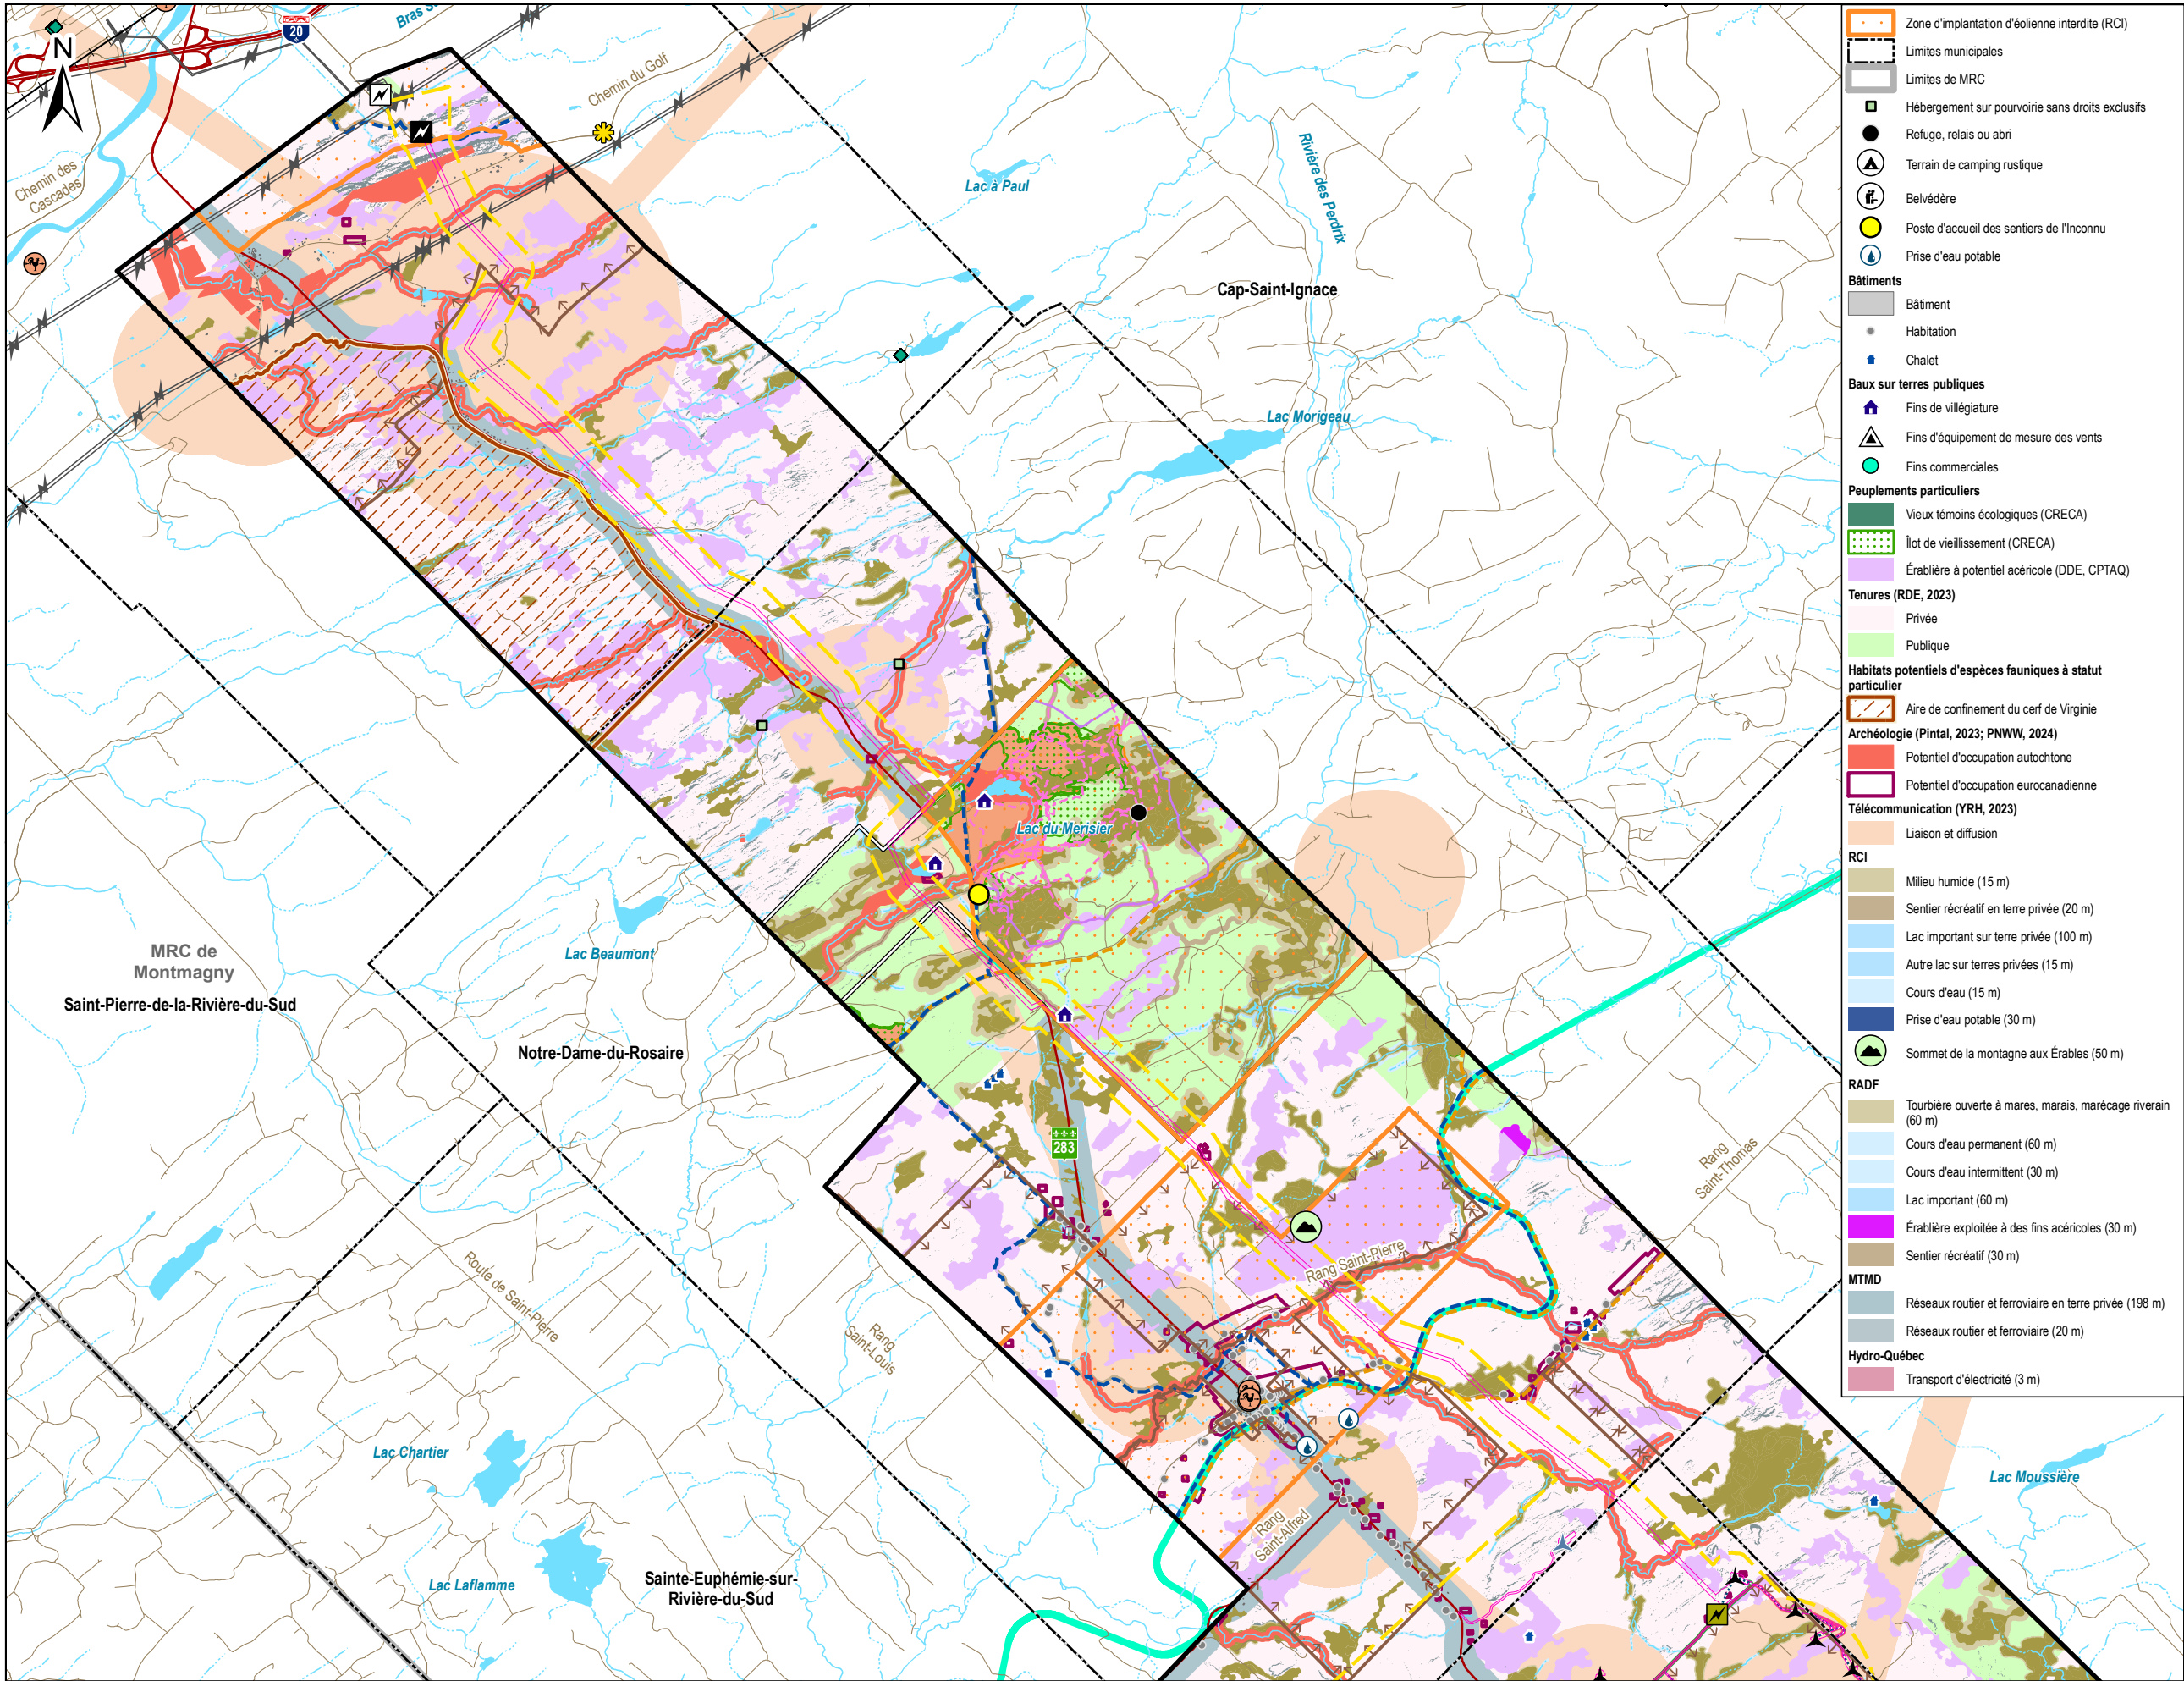 N
20
Bras S
Chemin du Golf
Chemin des
Cascades
Lac à Paul
Rivière des Perdrix
Cap-Saint-Ignace
Lac Morigeau
Lac du Merisier
MRC de
Montmagny
Saint-Pierre-de-la-Rivière-du-Sud
Lac Beaumont
Notre-Dame-du-Rosaire
283
Rang
Saint-Thomas
Rang Saint-Pierre
Route de Saint-Pierre
Rang
Saint-Louis
Lac Chartier
Lac Moussière
Rang
Saint-Alfred
Lac Laflamme
Sainte-Euphémie-sur-
Rivière-du-Sud
Zone d'implantation d'éolienne interdite (RCI)
Limites municipales
Limites de MRC
Hébergement sur pourvoirie sans droits exclusifs
Refuge, relais ou abri
Terrain de camping rustique
Belvédère
Poste d'accueil des sentiers de l'Inconnu
Prise d'eau potable
Bâtiments
Bâtiment
Habitation
Chalet
Baux sur terres publiques
Fins de villégiature
Fins d'équipement de mesure des vents
Fins commerciales
Peuplements particuliers
Vieux témoins écologiques (CRECA)
Îlot de vieillissement (CRECA)
Érablière à potentiel acéricole (DDE, CPTAQ)
Tenures (RDE, 2023)
Privée
Publique
Habitats potentiels d'espèces fauniques à statut
particulier
Aire de confinement du cerf de Virginie
Archéologie (Pintal, 2023; PNWW, 2024)
Potentiel d'occupation autochtone
Potentiel d'occupation eurocanadienne
Télécommunication (YRH, 2023)
Liaison et diffusion
RCI
Milieu humide (15 m)
Sentier récréatif en terre privée (20 m)
Lac important sur terre privée (100 m)
Autre lac sur terres privées (15 m)
Cours d'eau (15 m)
Prise d'eau potable (30 m)
Sommet de la montagne aux Érables (50 m)
RADF
Tourbière ouverte à mares, marais, marécage riverain
(60 m)
Cours d'eau permanent (60 m)
Cours d'eau intermittent (30 m)
Lac important (60 m)
Érablière exploitée à des fins acéricoles (30 m)
Sentier récréatif (30 m)
MTMD
Réseaux routier et ferroviaire en terre privée (198 m)
Réseaux routier et ferroviaire (20 m)
Hydro-Québec
Transport d'électricité (3 m)